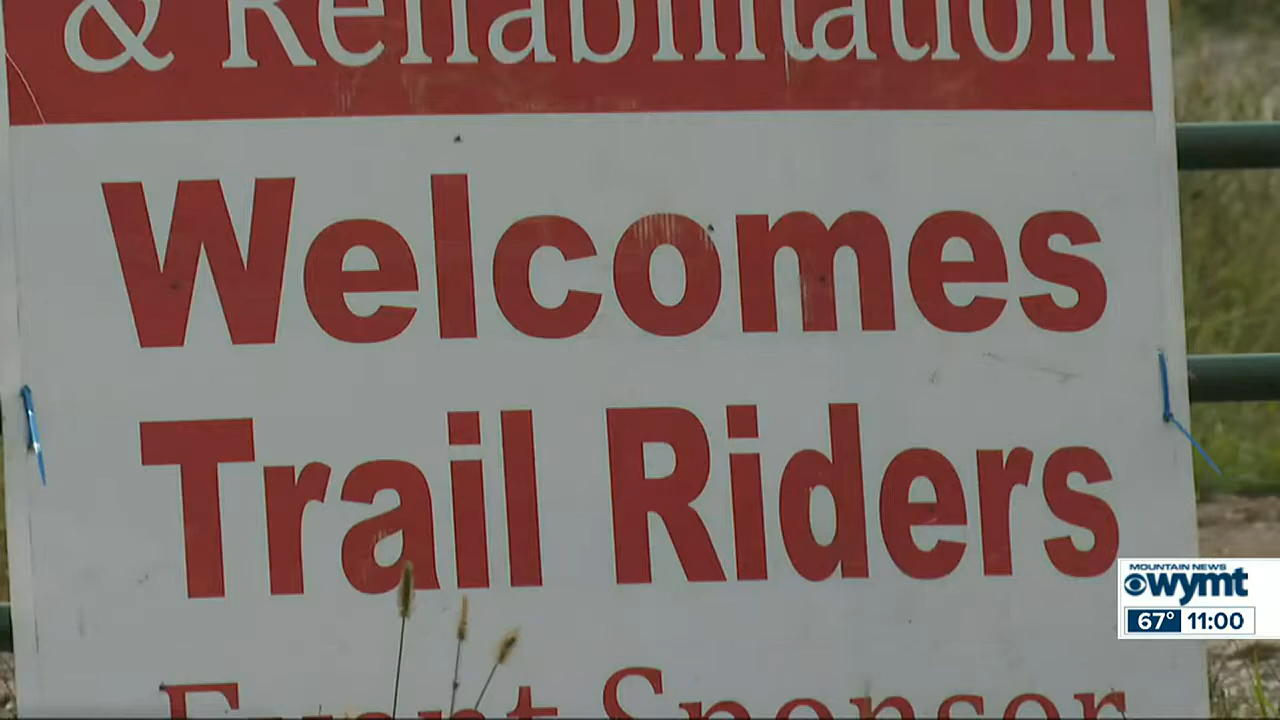 & Rehabilitation
Welcomes
Trail Riders
Event Sponsor
MOUNTAIN NEWS
wymt
67° 11:00